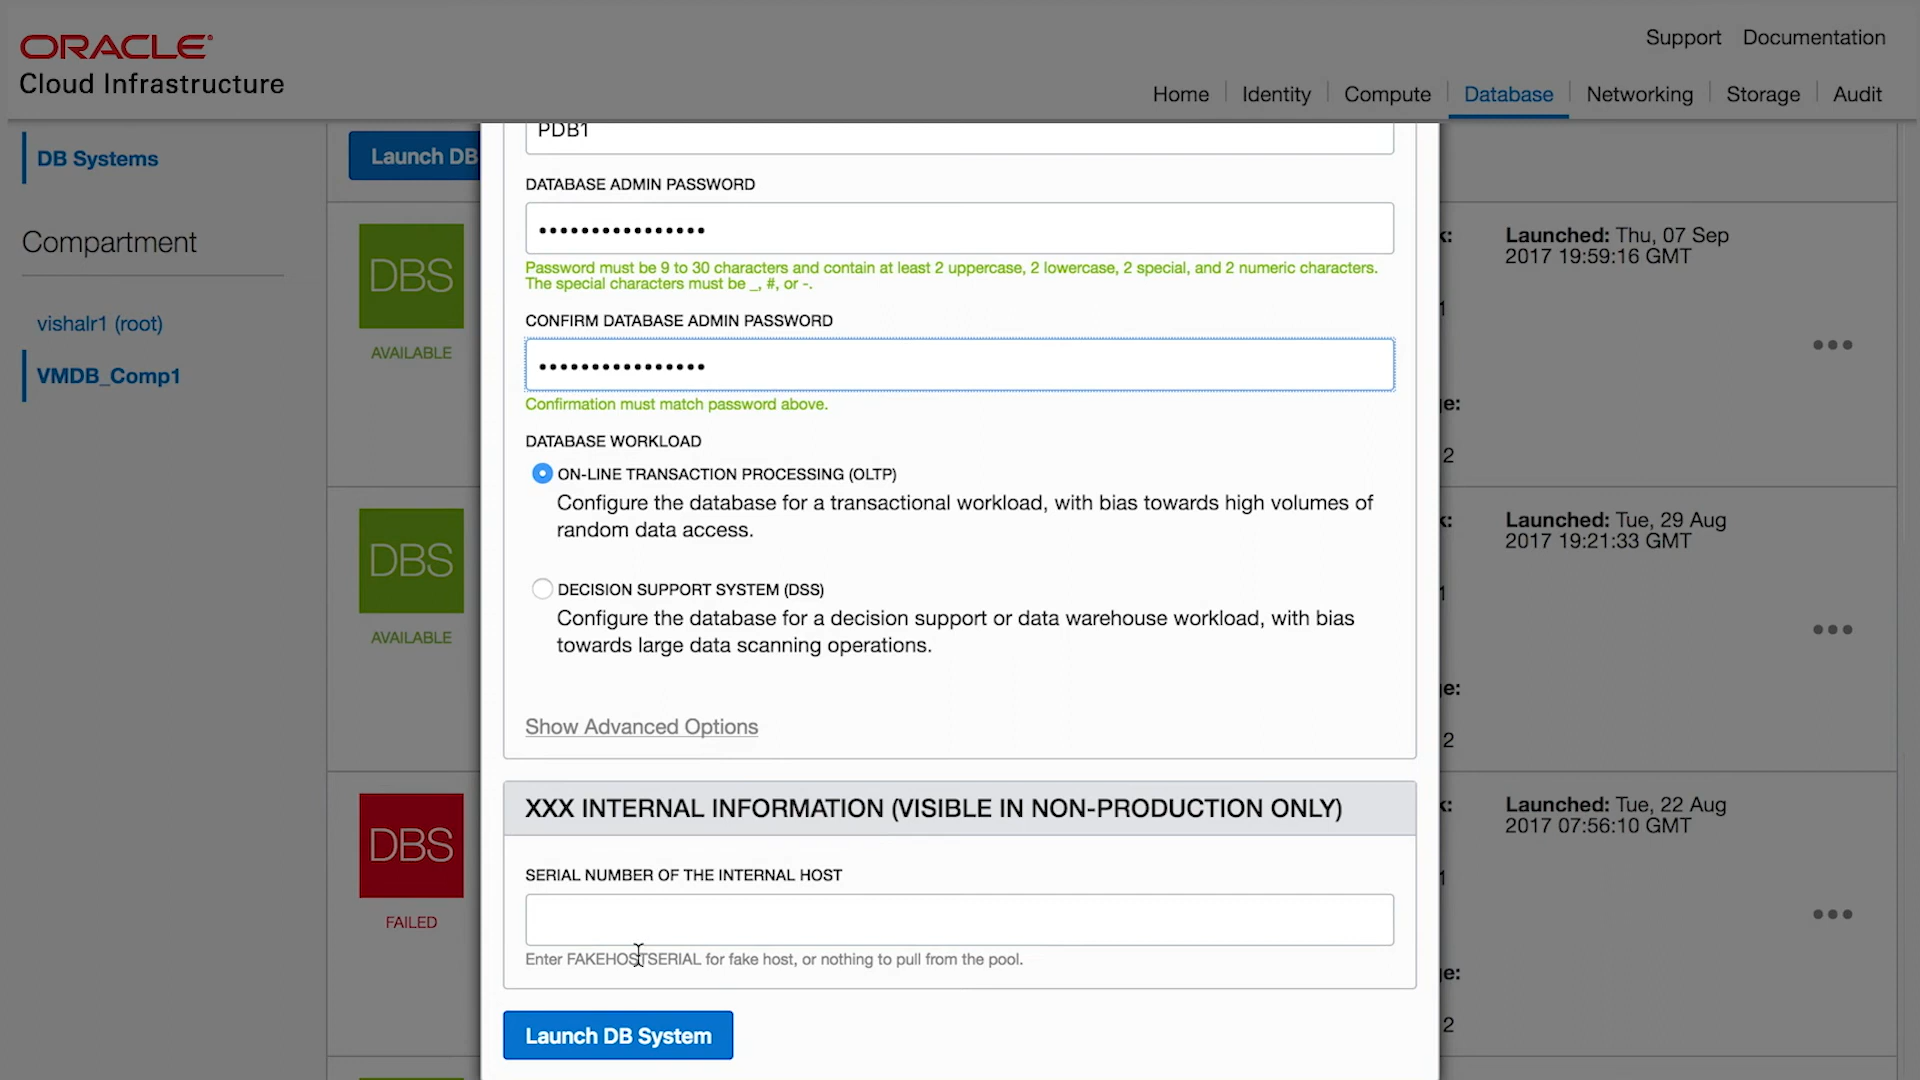 ORACLE
Cloud Infrastructure
Support Documentation
Home Identity Compute Database Networking Storage Audit
DB Systems
Compartment
vishalr1 (root)
VMDB_Comp1
Launch DB
DBS
AVAILABLE
DBS
AVAILABLE
DBS
FAILED
PDB1
DATABASE ADMIN PASSWORD
••••••••••••••••
Password must be 9 to 30 characters and contain at least 2 uppercase, 2 lowercase, 2 special, and 2 numeric characters.
The special characters must be _, #, or -.
CONFIRM DATABASE ADMIN PASSWORD
••••••••••••••••
Confirmation must match password above.
DATABASE WORKLOAD
ON-LINE TRANSACTION PROCESSING (OLTP)
Configure the database for a transactional workload, with bias towards high volumes of
random data access.
DECISION SUPPORT SYSTEM (DSS)
Configure the database for a decision support or data warehouse workload, with bias
towards large data scanning operations.
Show Advanced Options
XXX INTERNAL INFORMATION (VISIBLE IN NON-PRODUCTION ONLY)
SERIAL NUMBER OF THE INTERNAL HOST
Enter FAKEHOSTSERIAL for fake host, or nothing to pull from the pool.
Launch DB System
Launched: Thu, 07 Sep
2017 19:59:16 GMT
2
Launched: Tue, 29 Aug
2017 19:21:33 GMT
2
Launched: Tue, 22 Aug
2017 07:56:10 GMT
2